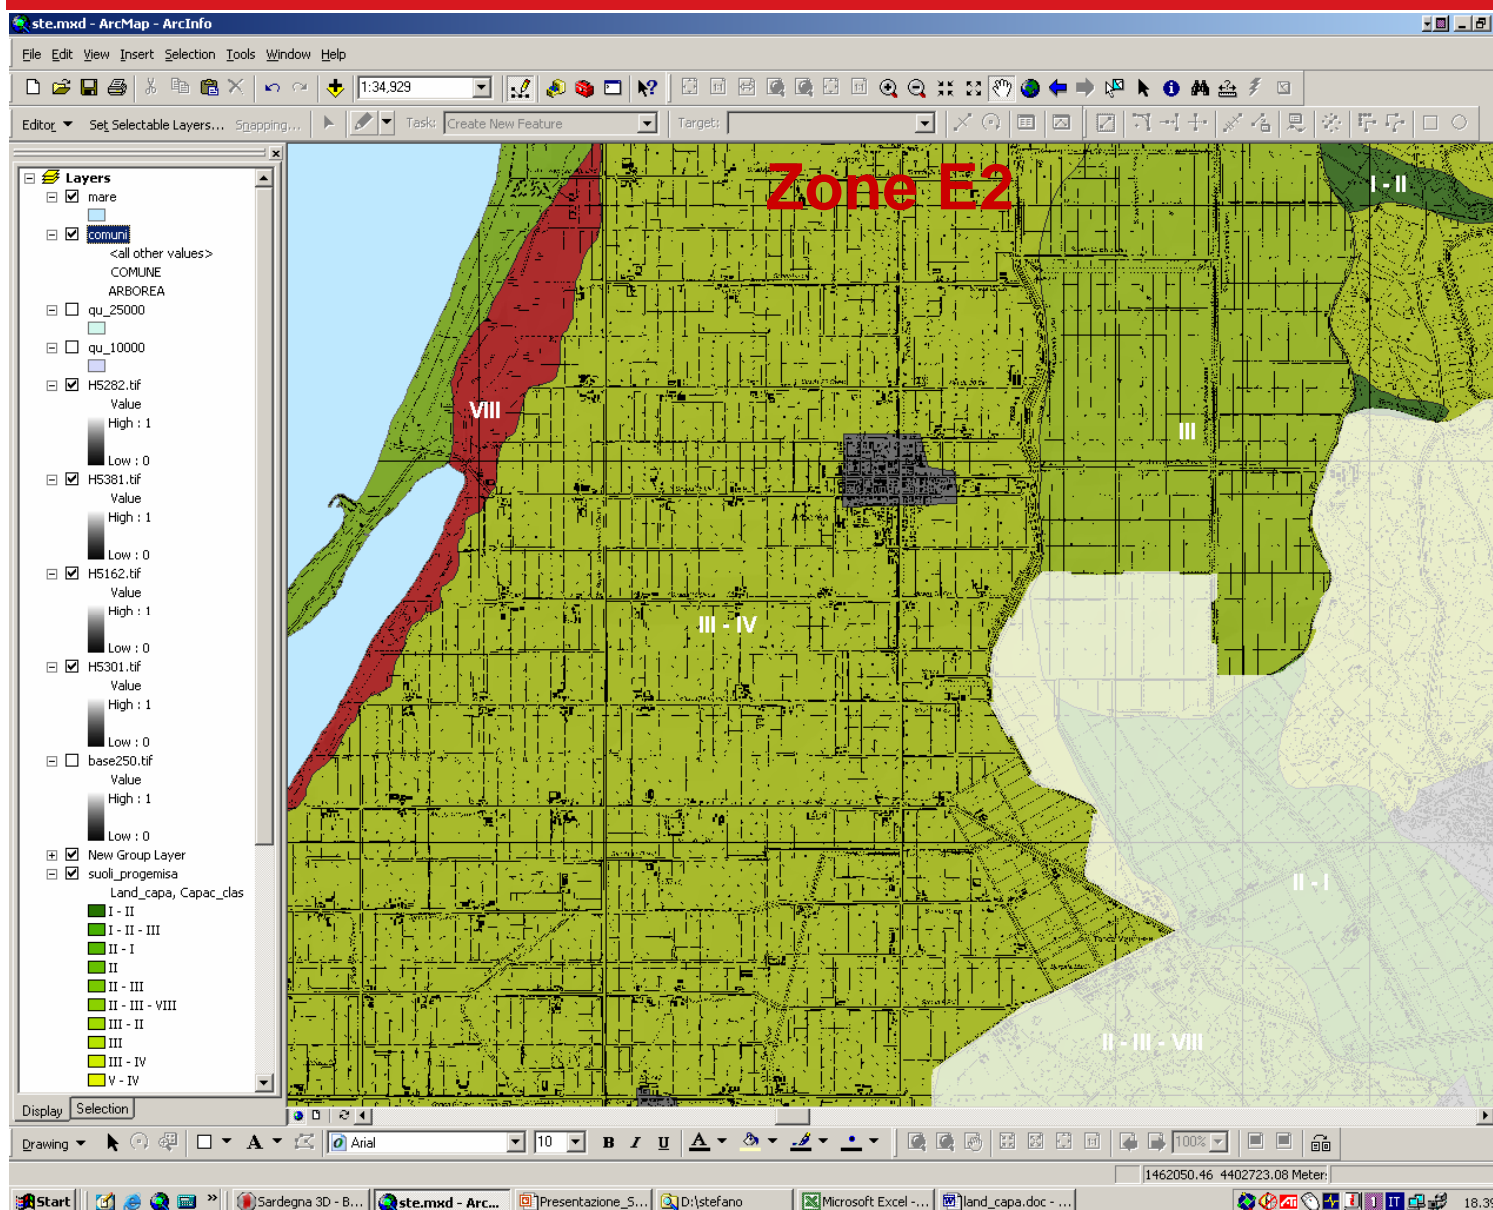 ste.mxd - ArcMap - ArcInfo
File Edit View Insert Selection Tools Window Help
1:34,929
Editor Set Selectable Layers... Snapping... Task: Create New Feature Target:
Layers
mare
comuni
<all other values>
COMUNE
ARBOREA
qu_25000
qu_10000
H5282.tif
Value
High : 1
Low : 0
H5381.tif
Value
High : 1
Low : 0
H5162.tif
Value
High : 1
Low : 0
H5301.tif
Value
High : 1
Low : 0
base250.tif
Value
High : 1
Low : 0
New Group Layer
suoli_progemisa
Land_capa, Capac_clas
I - II
I - II - III
II - I
II
II - III
II - III - VIII
III - II
III
III - IV
V - IV
Display Selection
Zone E2
I - II
VIII
III
III - IV
II - I
II - III - VIII
Drawing A Arial 10 B I U A 100%
1462050.46 4402723.08 Meters
Start » Sardegna 3D - B... ste.mxd - Arc... Presentazione_S... D:\stefano Microsoft Excel -... land_capa.doc - ... IT 18.39